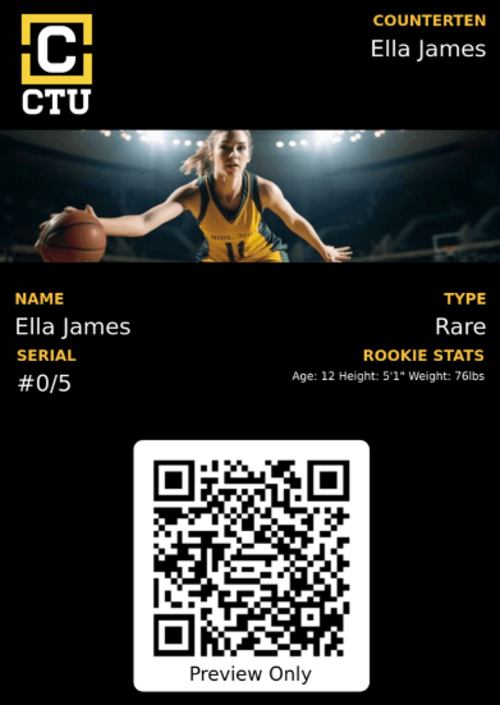 C
CTU
COUNTERTEN
Ella James
11
NAME
Ella James
TYPE
Rare
SERIAL
#0/5
ROOKIE STATS
Age: 12 Height: 5'1" Weight: 76lbs
Preview Only